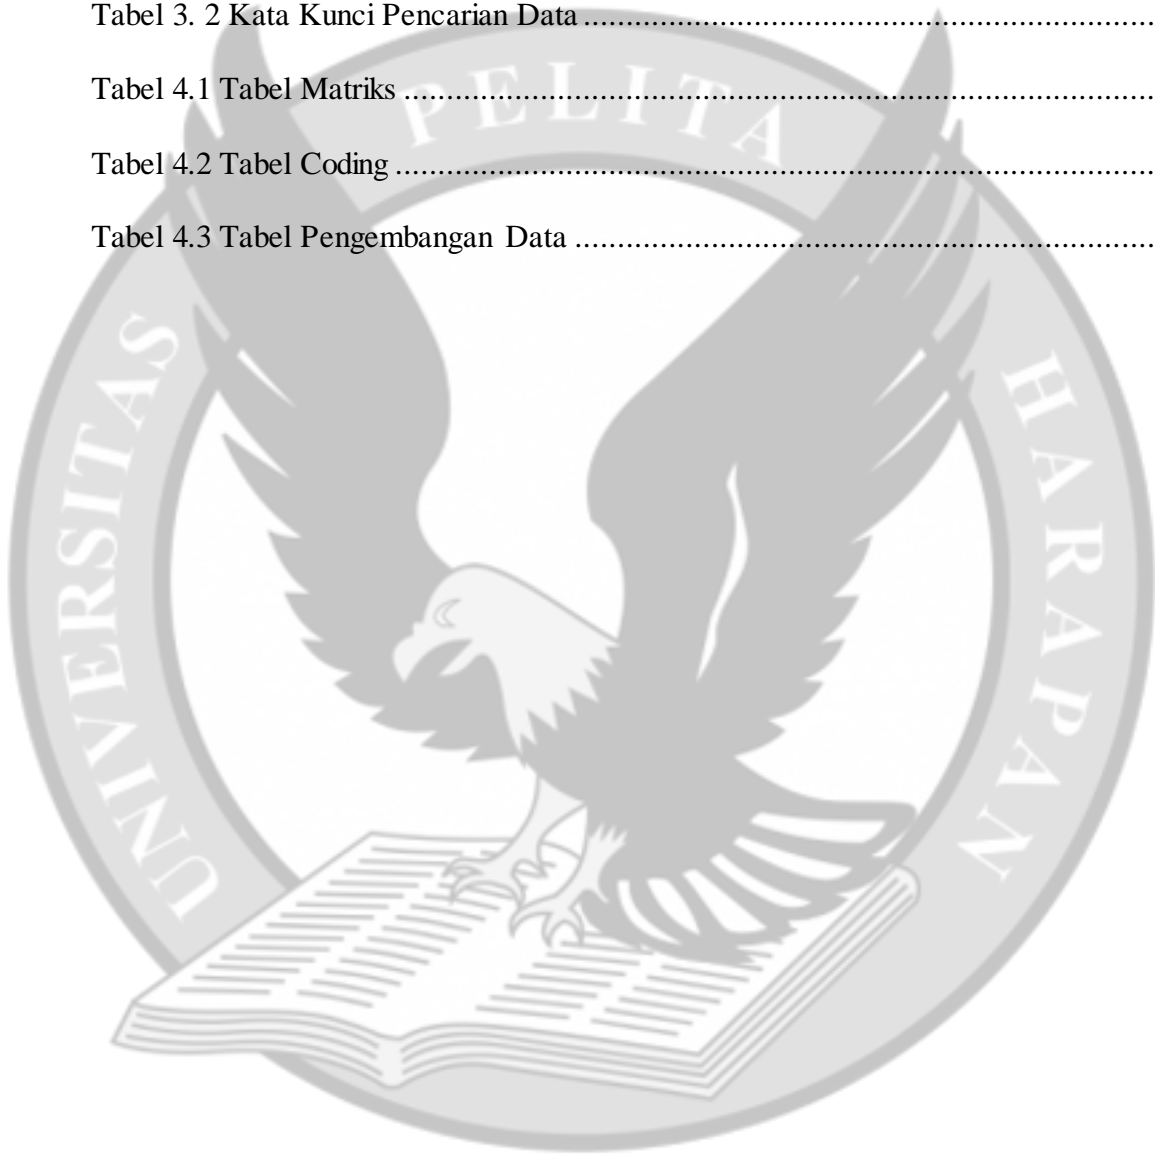 Tabel 3. 2 Kata Kunci Pencarian Data ................................................................
Tabel 4.1 Tabel Matriks ................................................................................
Tabel 4.2 Tabel Coding .................................................................................
Tabel 4.3 Tabel Pengembangan Data .............................................................
UNIVERSITAS PELITA HARAPAN